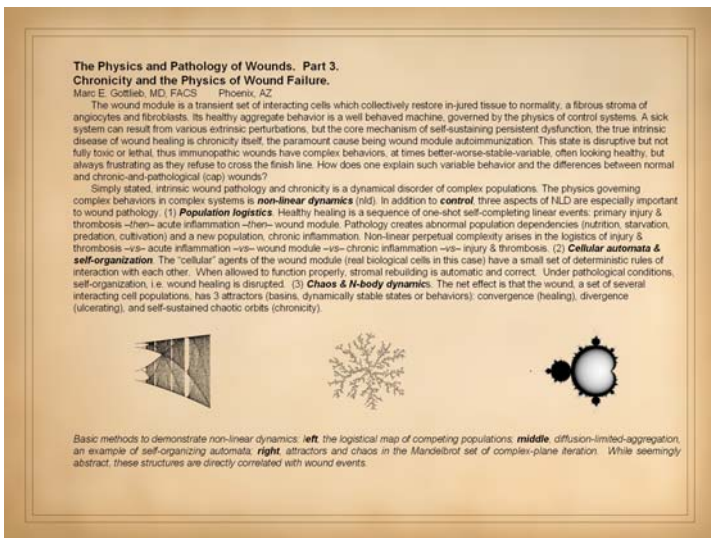 The Physics and Pathology of Wounds.  Part 3.
Chronicity and the Physics of Wound Failure.
Marc E. Gottlieb, MD, FACS     Phoenix, AZ
The wound module is a transient set of interacting cells which collectively restore in-jured tissue to normality, a fibrous stroma of
angiocytes and fibroblasts. Its healthy aggregate behavior is a well behaved machine, governed by the physics of control systems. A sick
system can result from various extrinsic perturbations, but the core mechanism of self-sustaining persistent dysfunction, the true intrinsic
disease of wound healing is chronicity itself, the paramount cause being wound module autoimmunization. This state is disruptive but not
fully toxic or lethal, thus immunopathic wounds have complex behaviors, at times better-worse-stable-variable, often looking healthy, but
always frustrating as they refuse to cross the finish line. How does one explain such variable behavior and the differences between normal
and chronic-and-pathological (cap) wounds?
Simply stated, intrinsic wound pathology and chronicity is a dynamical disorder of complex populations. The physics governing
complex behaviors in complex systems is non-linear dynamics (nld). In addition to control, three aspects of NLD are especially important
to wound pathology. (1) Population logistics. Healthy healing is a sequence of one-shot self-completing linear events: primary injury &
thrombosis –then– acute inflammation –then– wound module. Pathology creates abnormal population dependencies (nutrition, starvation,
predation, cultivation) and a new population, chronic inflammation. Non-linear perpetual complexity arises in the logistics of injury &
thrombosis –vs– acute inflammation –vs– wound module –vs– chronic inflammation –vs– injury & thrombosis. (2) Cellular automata &
self-organization. The "cellular" agents of the wound module (real biological cells in this case) have a small set of deterministic rules of
interaction with each other.  When allowed to function properly, stromal rebuilding is automatic and correct.  Under pathological conditions,
self-organization, i.e. wound healing is disrupted.  (3) Chaos & N-body dynamics. The net effect is that the wound, a set of several
interacting cell populations, has 3 attractors (basins, dynamically stable states or behaviors): convergence (healing), divergence
(ulcerating), and self-sustained chaotic orbits (chronicity).
Basic methods to demonstrate non-linear dynamics: left, the logistical map of competing populations; middle, diffusion-limited-aggregation,
an example of self-organizing automata; right, attractors and chaos in the Mandelbrot set of complex-plane iteration.  While seemingly
abstract, these structures are directly correlated with wound events.